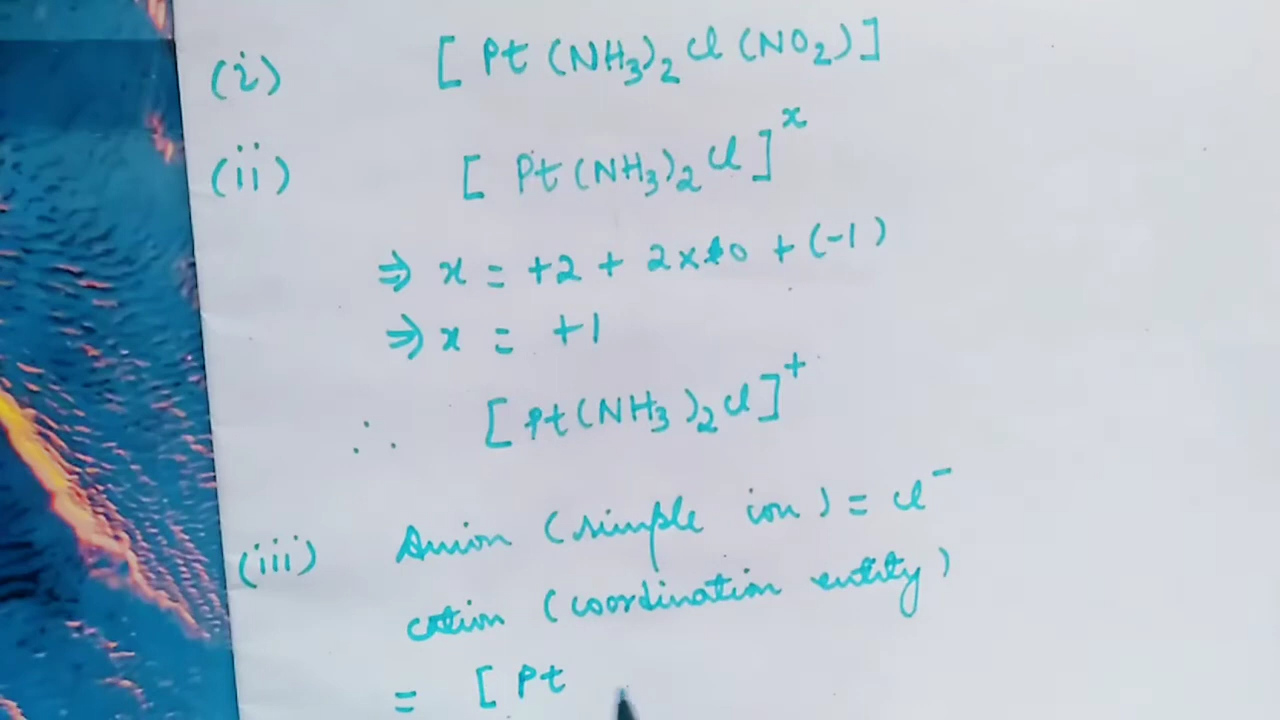 (i) [Pt(NH₃)₂Cl(NO₂)]
(ii) [Pt(NH₃)₂Cl]ˣ
⇒ x = +2 + 2×0 + (-1)
⇒ x = +1
∴ [Pt(NH₃)₂Cl]⁺
(iii) Anion (simple ion) = Cl⁻
cation (coordination entity)
= [Pt